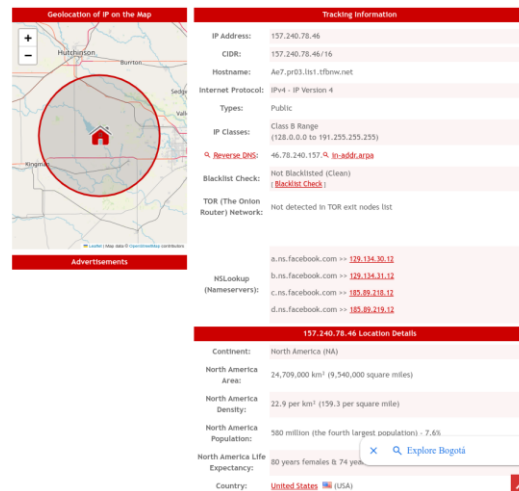 Geolocation of IP on the Map
+
−
Hutchinson
Burrton
Sedg
Vall
Kingman
Leaflet | Map data © OpenStreetMap contributors
Advertisements
Tracking Information
IP Address: 157.240.78.46
CIDR: 157.240.78.46/16
Hostname: Ae7.pr03.lis1.tfbnw.net
Internet Protocol: IPv4 - IP Version 4
Types: Public
IP Classes: Class B Range
(128.0.0.0 to 191.255.255.255)
Reverse DNS: 46.78.240.157. in-addr.arpa
Blacklist Check: Not Blacklisted (Clean)
[ Blacklist Check ]
TOR (The Onion
Router) Network: Not detected in TOR exit nodes list
NSLookup
(Nameservers):
a.ns.facebook.com >> 129.134.30.12
b.ns.facebook.com >> 129.134.31.12
c.ns.facebook.com >> 185.89.218.12
d.ns.facebook.com >> 185.89.219.12
157.240.78.46 Location Details
Continent: North America (NA)
North America
Area: 24,709,000 km² (9,540,000 square miles)
North America
Density: 22.9 per km² (159.3 per square mile)
North America
Population: 580 million (the fourth largest population) - 7.6%
× Explore Bogotá
North America Life
Expectancy: 80 years females & 74 yea
Country: United States (USA)